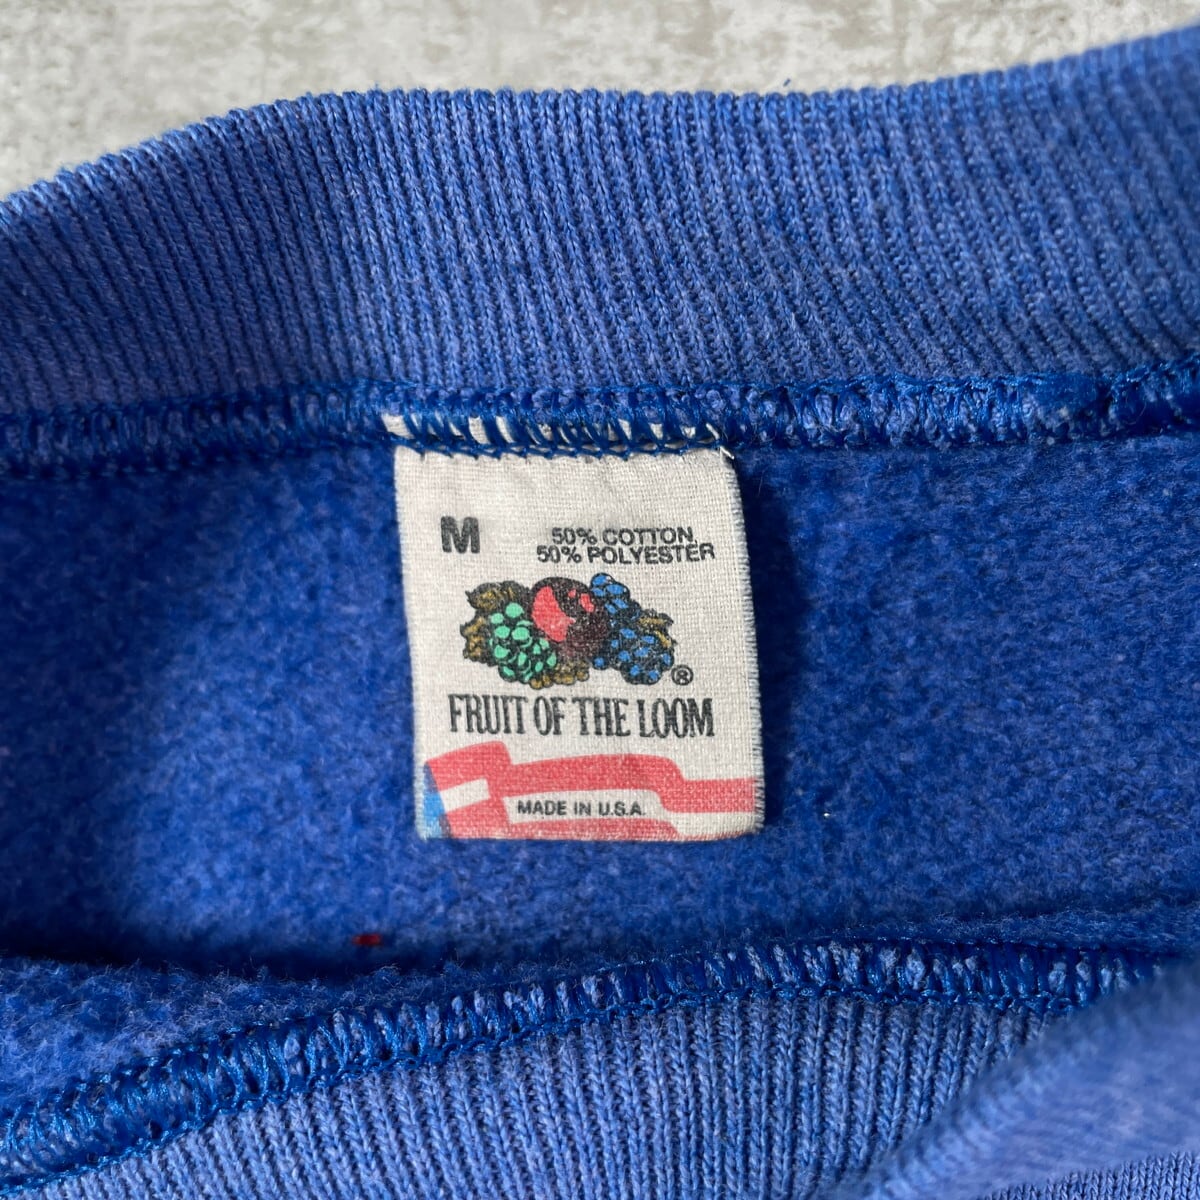 M
50% COTTON
50% POLYESTER
®
FRUIT OF THE LOOM
MADE IN U.S.A.